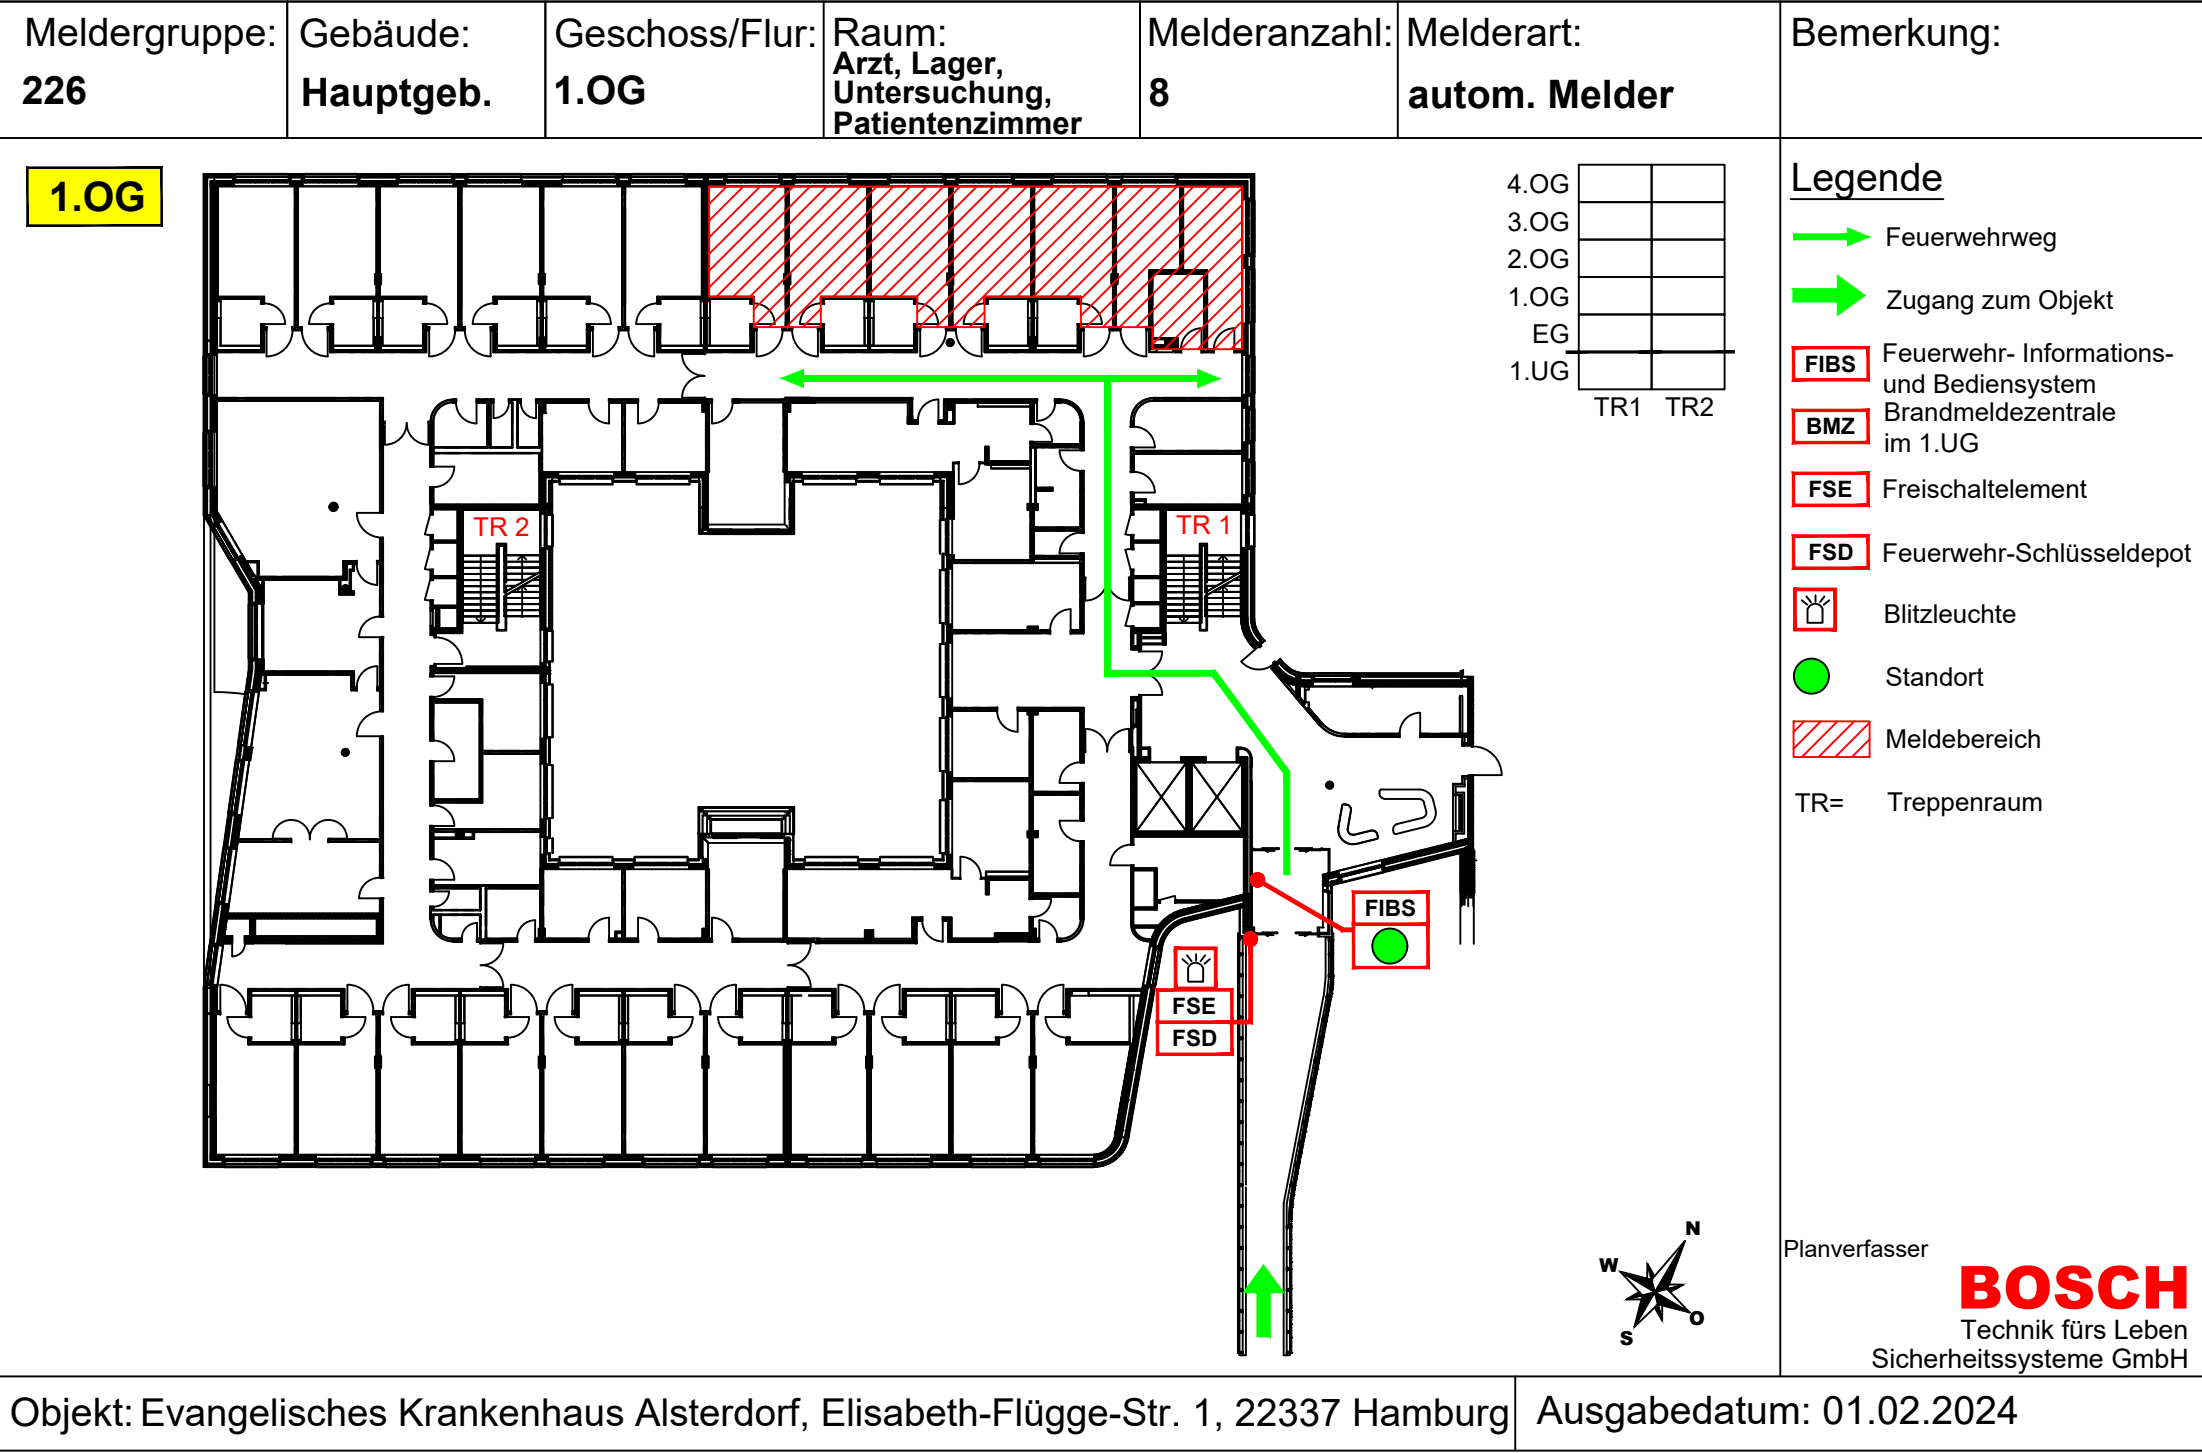 Meldergruppe:
226
Gebäude:
Hauptgeb.
Geschoss/Flur:
1.OG
Raum:
Arzt, Lager,
Untersuchung,
Patientenzimmer
Melderanzahl:
8
Melderart:
autom. Melder
Bemerkung:
1.OG
4.OG
3.OG
2.OG
1.OG
EG
1.UG
TR1 TR2
TR 2
TR 1
FIBS
FSE
FSD
N
W
O
S
Legende
Feuerwehrweg
Zugang zum Objekt
FIBS Feuerwehr- Informations-
und Bediensystem
BMZ Brandmeldezentrale
im 1.UG
FSE Freischaltelement
FSD Feuerwehr-Schlüsseldepot
Blitzleuchte
Standort
Meldebereich
TR= Treppenraum
Planverfasser
BOSCH
Technik fürs Leben
Sicherheitssysteme GmbH
Objekt: Evangelisches Krankenhaus Alsterdorf, Elisabeth-Flügge-Str. 1, 22337 Hamburg
Ausgabedatum: 01.02.2024